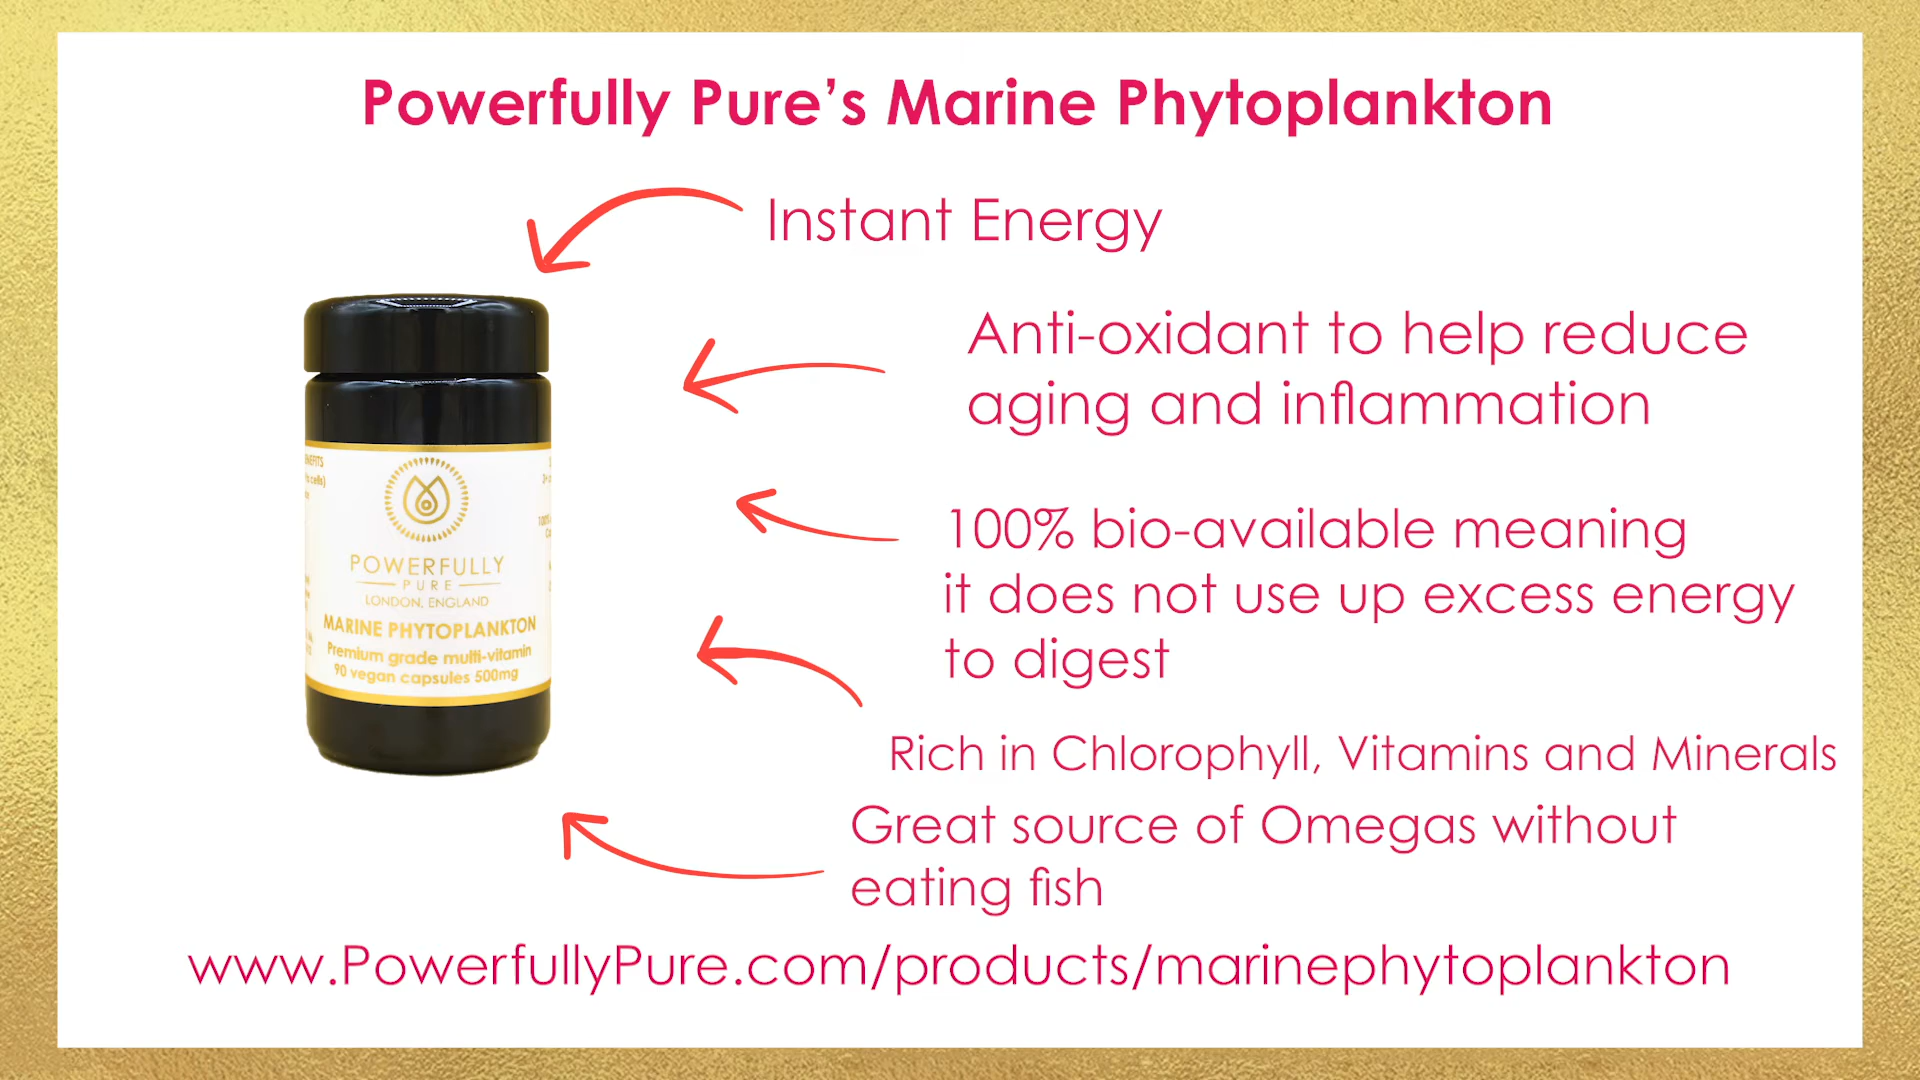 Powerfully Pure’s Marine Phytoplankton
Instant Energy
Anti-oxidant to help reduce
aging and inflammation
100% bio-available meaning
it does not use up excess energy
to digest
Rich in Chlorophyll, Vitamins and Minerals
Great source of Omegas without
eating fish
www.PowerfullyPure.com/products/marinephytoplankton
POWERFULLY
PURE
LONDON, ENGLAND
MARINE PHYTOPLANKTON
Premium grade multi-vitamin
90 vegan capsules 500mg